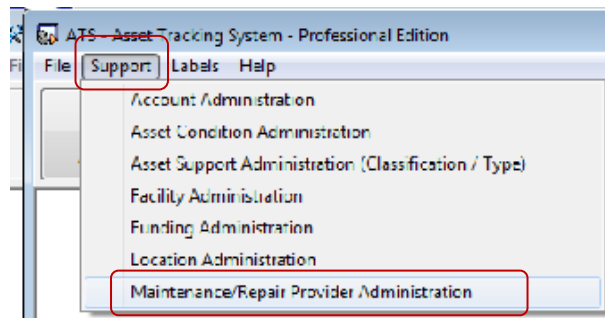 ATS - Asset Tracking System - Professional Edition
File Support Labels Help
Account Administration
Asset Condition Administration
Asset Support Administration (Classification / Type)
Facility Administration
Funding Administration
Location Administration
Maintenance/Repair Provider Administration